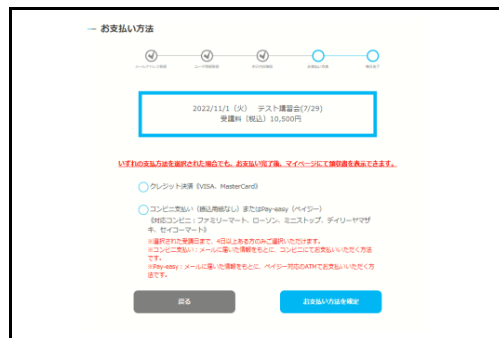 お支払い方法
2022/11/1（火） テスト講習会(7/29)
受講料（税込）10,500円
いずれの支払方法を選択された場合でも、お支払い完了後、マイページにて領収書を表示できます。
クレジット決済《VISA、MasterCard》
コンビニ支払い（振込用紙なし）またはPay-easy（ペイジー）
《対応コンビニ：ファミリーマート、ローソン、ミニストップ、デイリーヤマザ
キ、セイコーマート》
※選択された受講日まで、4日以上ある方のみご選択いただけます。
※コンビニ支払い：メールに届いた情報をもとに、コンビニにてお支払いいただく方法
です。
※Pay-easy：メールに届いた情報をもとに、ペイジー対応のATMでお支払いいただく方
法です。
戻る
お支払い方法を確定